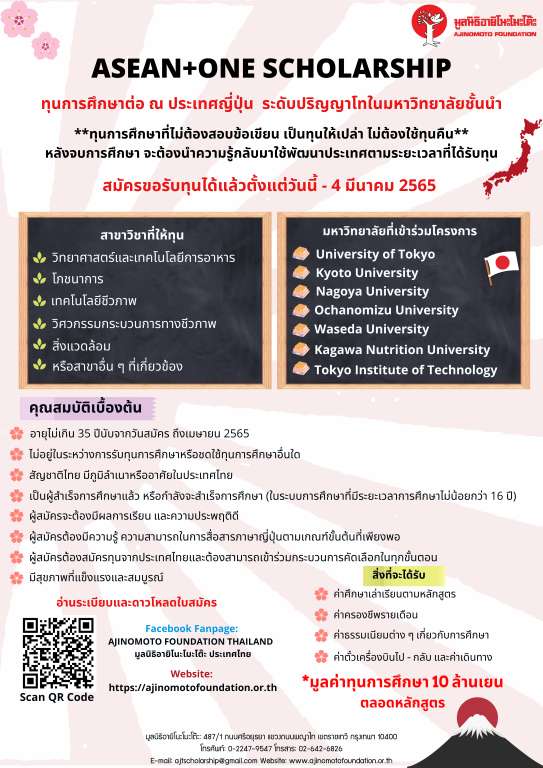 มูลนิธิอายิโนะโมะโต๊ะ
AJINOMOTO FOUNDATION
ASEAN+ONE SCHOLARSHIP
ทุนการศึกษาต่อ ณ ประเทศญี่ปุ่น ระดับปริญญาโทในมหาวิทยาลัยชั้นนำ
**ทุนการศึกษาที่ไม่ต้องสอบข้อเขียน เป็นทุนให้เปล่า ไม่ต้องใช้ทุนคืน**
หลังจบการศึกษา จะต้องนำความรู้กลับมาใช้พัฒนาประเทศตามระยะเวลาที่ได้รับทุน
สมัครขอรับทุนได้แล้วตั้งแต่วันนี้ - 4 มีนาคม 2565
สาขาวิชาที่ให้ทุน
วิทยาศาสตร์และเทคโนโลยีการอาหาร
โภชนาการ
เทคโนโลยีชีวภาพ
วิศวกรรมกระบวนการทางชีวภาพ
สิ่งแวดล้อม
หรือสาขาอื่น ๆ ที่เกี่ยวข้อง
มหาวิทยาลัยที่เข้าร่วมโครงการ
University of Tokyo
Kyoto University
Nagoya University
Ochanomizu University
Waseda University
Kagawa Nutrition University
Tokyo Institute of Technology
คุณสมบัติเบื้องต้น
อายุไม่เกิน 35 ปีนับจากวันสมัคร ถึงเมษายน 2565
ไม่อยู่ในระหว่างการรับทุนการศึกษาหรือชดใช้ทุนการศึกษาอื่นใด
สัญชาติไทย มีภูมิลำเนาหรืออาศัยในประเทศไทย
เป็นผู้สำเร็จการศึกษาแล้ว หรือกำลังจะสำเร็จการศึกษา (ในระบบการศึกษาที่มีระยะเวลาการศึกษาไม่น้อยกว่า 16 ปี)
ผู้สมัครจะต้องมีผลการเรียน และความประพฤติดี
ผู้สมัครต้องมีความรู้ ความสามารถในการสื่อสารภาษาญี่ปุ่นตามเกณฑ์ขั้นต้นที่เพียงพอ
ผู้สมัครต้องสมัครทุนจากประเทศไทยและต้องสามารถเข้าร่วมกระบวนการคัดเลือกในทุกขั้นตอน
มีสุขภาพที่แข็งแรงและสมบูรณ์
สิ่งที่จะได้รับ
ค่าศึกษาเล่าเรียนตามหลักสูตร
ค่าครองชีพรายเดือน
ค่าธรรมเนียมต่าง ๆ เกี่ยวกับการศึกษา
ค่าตั๋วเครื่องบินไป - กลับ และค่าเดินทาง
*มูลค่าทุนการศึกษา 10 ล้านเยน
ตลอดหลักสูตร
อ่านระเบียบและดาวโหลดใบสมัคร
Facebook Fanpage:
AJINOMOTO FOUNDATION THAILAND
มูลนิธิอายิโนะโมะโต๊ะ ประเทศไทย
Website:
https://ajinomotofoundation.or.th
Scan QR Code
มูลนิธิอายิโนะโมะโต๊ะ: 487/1 ถนนศรีอยุธยา แขวงถนนพญาไท เขตราชเทวี กรุงเทพฯ 10400
โทรศัพท์: 0-2247-9547 โทรสาร: 02-642-6826
E-mail: ajtscholarship@gmail.com Website: www.ajinomotofoundation.or.th